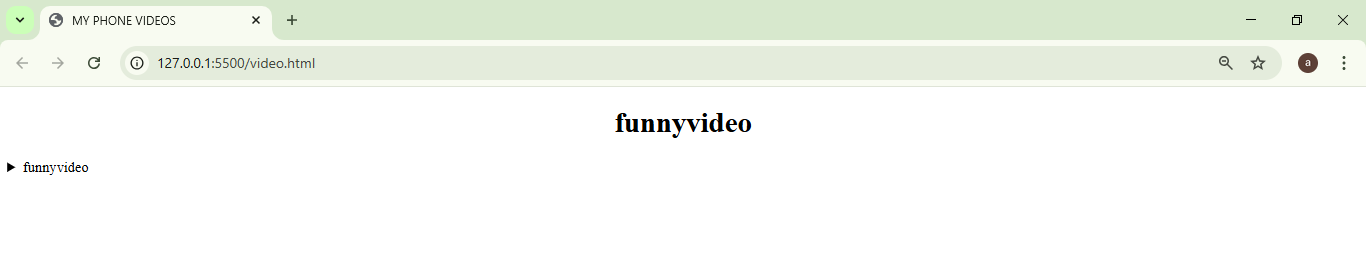 MY PHONE VIDEOS
127.0.0.1:5500/video.html
a
funnyvideo
funnyvideo